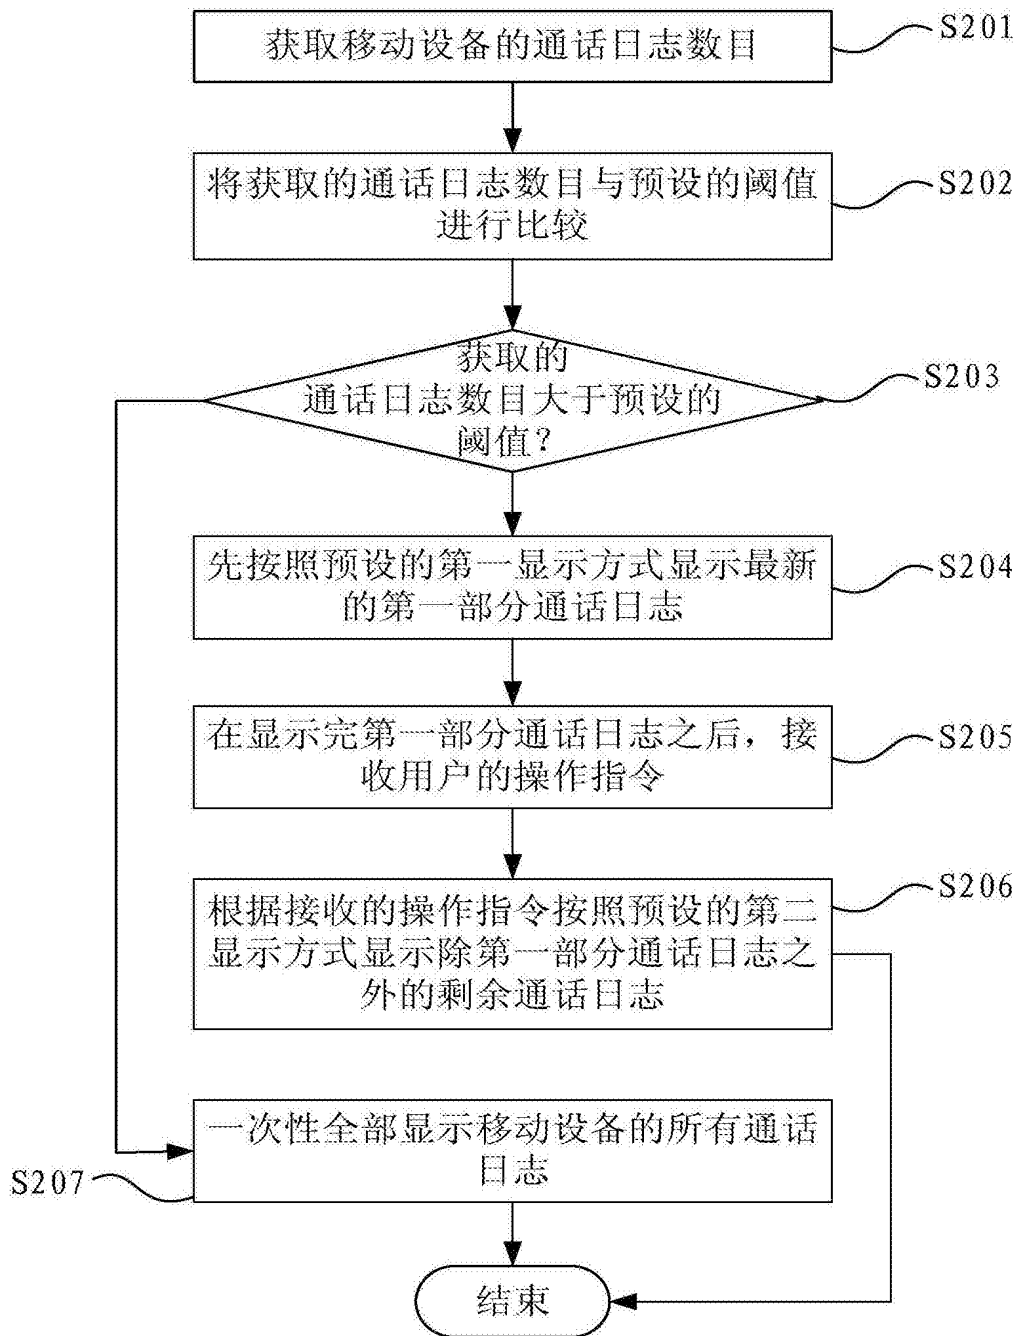 获取移动设备的通话日志数目
S201
将获取的通话日志数目与预设的阈值
进行比较
S202
获取的
通话日志数目大于预设的
阈值？
S203
先按照预设的第一显示方式显示最新
的第一部分通话日志
S204
在显示完第一部分通话日志之后，接
收用户的操作指令
S205
根据接收的操作指令按照预设的第二
显示方式显示除第一部分通话日志之
外的剩余通话日志
S206
一次性全部显示移动设备的所有通话
日志
S207
结束